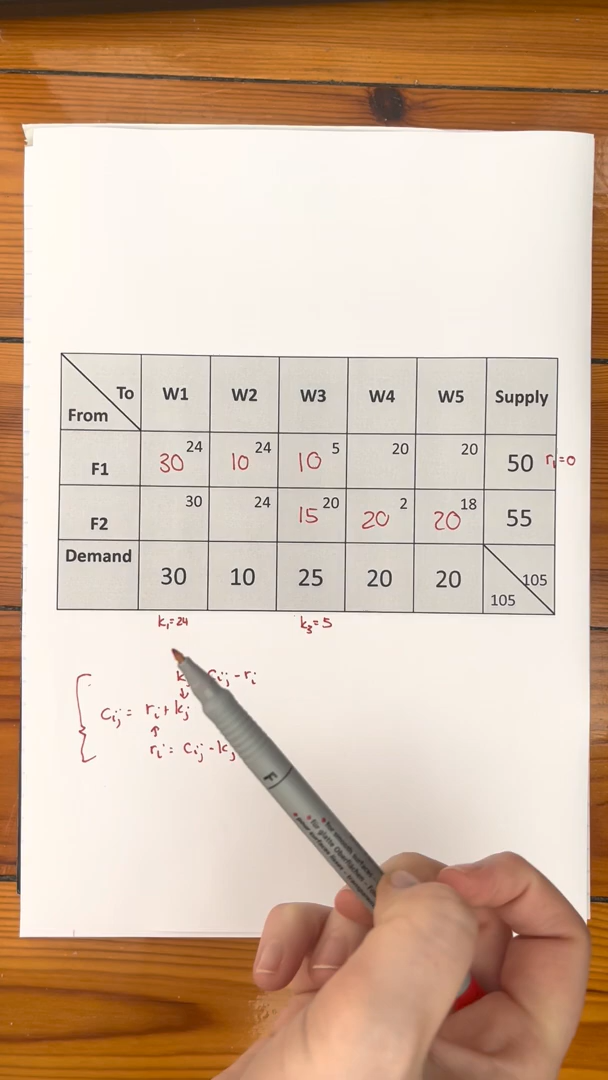 To W1 W2 W3 W4 W5 Supply
From
24 24 5 20 20
F1 30 10 10 50 r₁=0
30 24 20 2 18
F2 15 20 20 55
Demand
30 10 25 20 20 105
105
k₁=24 k₃=5
cᵢⱼ - rᵢ
cᵢⱼ = rᵢ + kⱼ
↑
rᵢ = cᵢⱼ - kⱼ
F